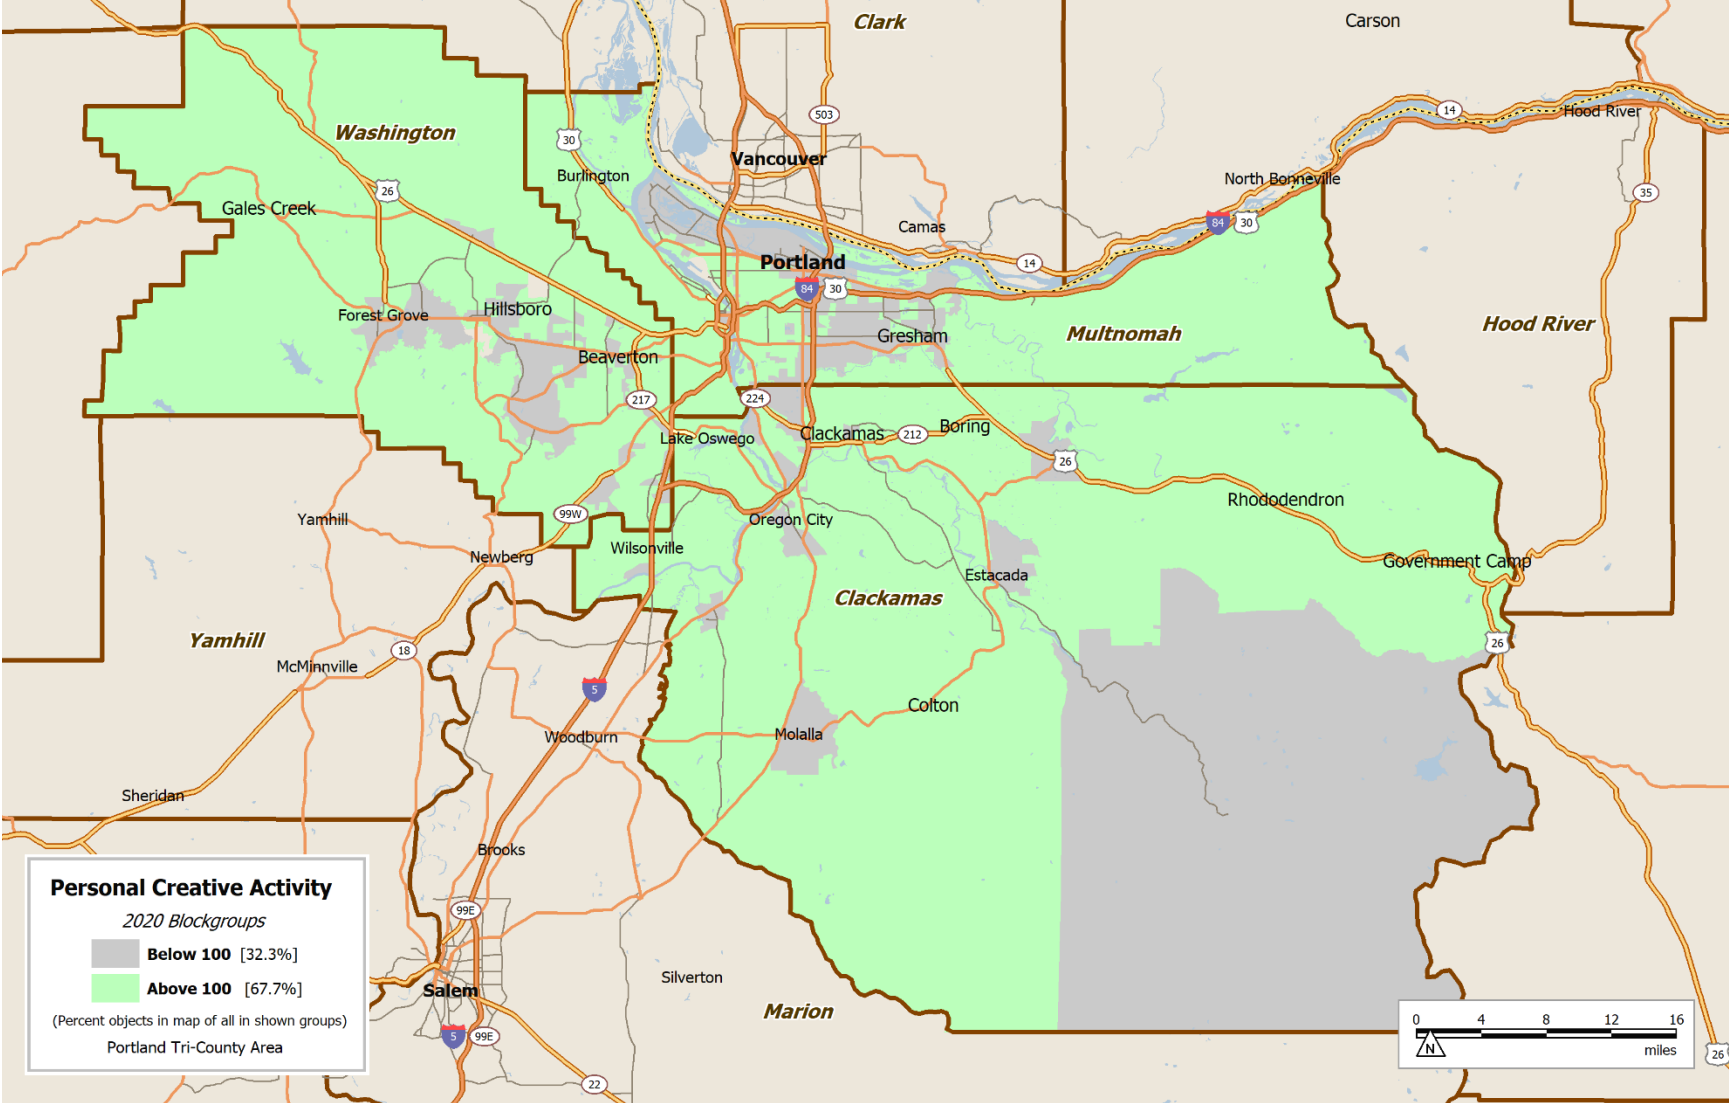 Clark
Carson
14
Hood River
503
Washington
30
Vancouver
Burlington
North Bonneville
26
35
Gales Creek
84
30
Camas
14
Portland
84
30
Hillsboro
Forest Grove
Gresham
Multnomah
Hood River
Beaverton
217
224
Lake Oswego
Clackamas
212
Boring
26
Rhododendron
99W
Oregon City
Yamhill
Wilsonville
Newberg
Government Camp
Estacada
Clackamas
Yamhill
18
26
McMinnville
5
Colton
Woodburn
Molalla
Sheridan
Brooks
Personal Creative Activity
2020 Blockgroups
Below 100 [32.3%]
Above 100 [67.7%]
(Percent objects in map of all in shown groups)
Portland Tri-County Area
99E
Silverton
Salem
Marion
5
99E
22
0 4 8 12 16
N
miles
26